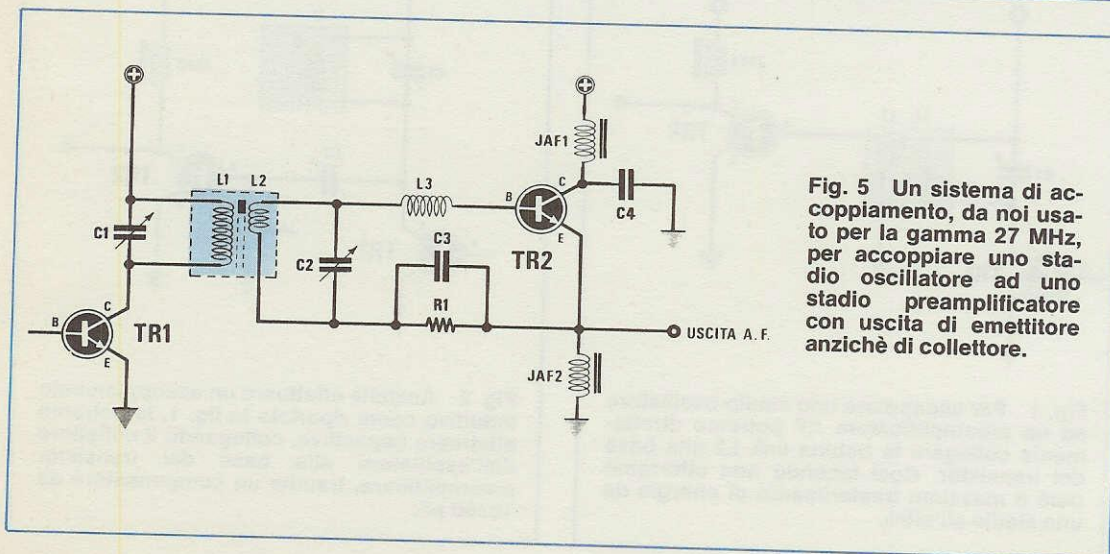 JAF1
L1
L2
L3
C
B
C4
C1
C2
C3
E
TR2
R1
C
B
TR1
E
USCITA A.F.
JAF2
Fig. 5 Un sistema di ac-
coppiamento, da noi usa-
to per la gamma 27 MHz,
per accoppiare uno sta-
dio oscillatore ad uno
stadio preamplificatore
con uscita di emettitore
anzichè di collettore.